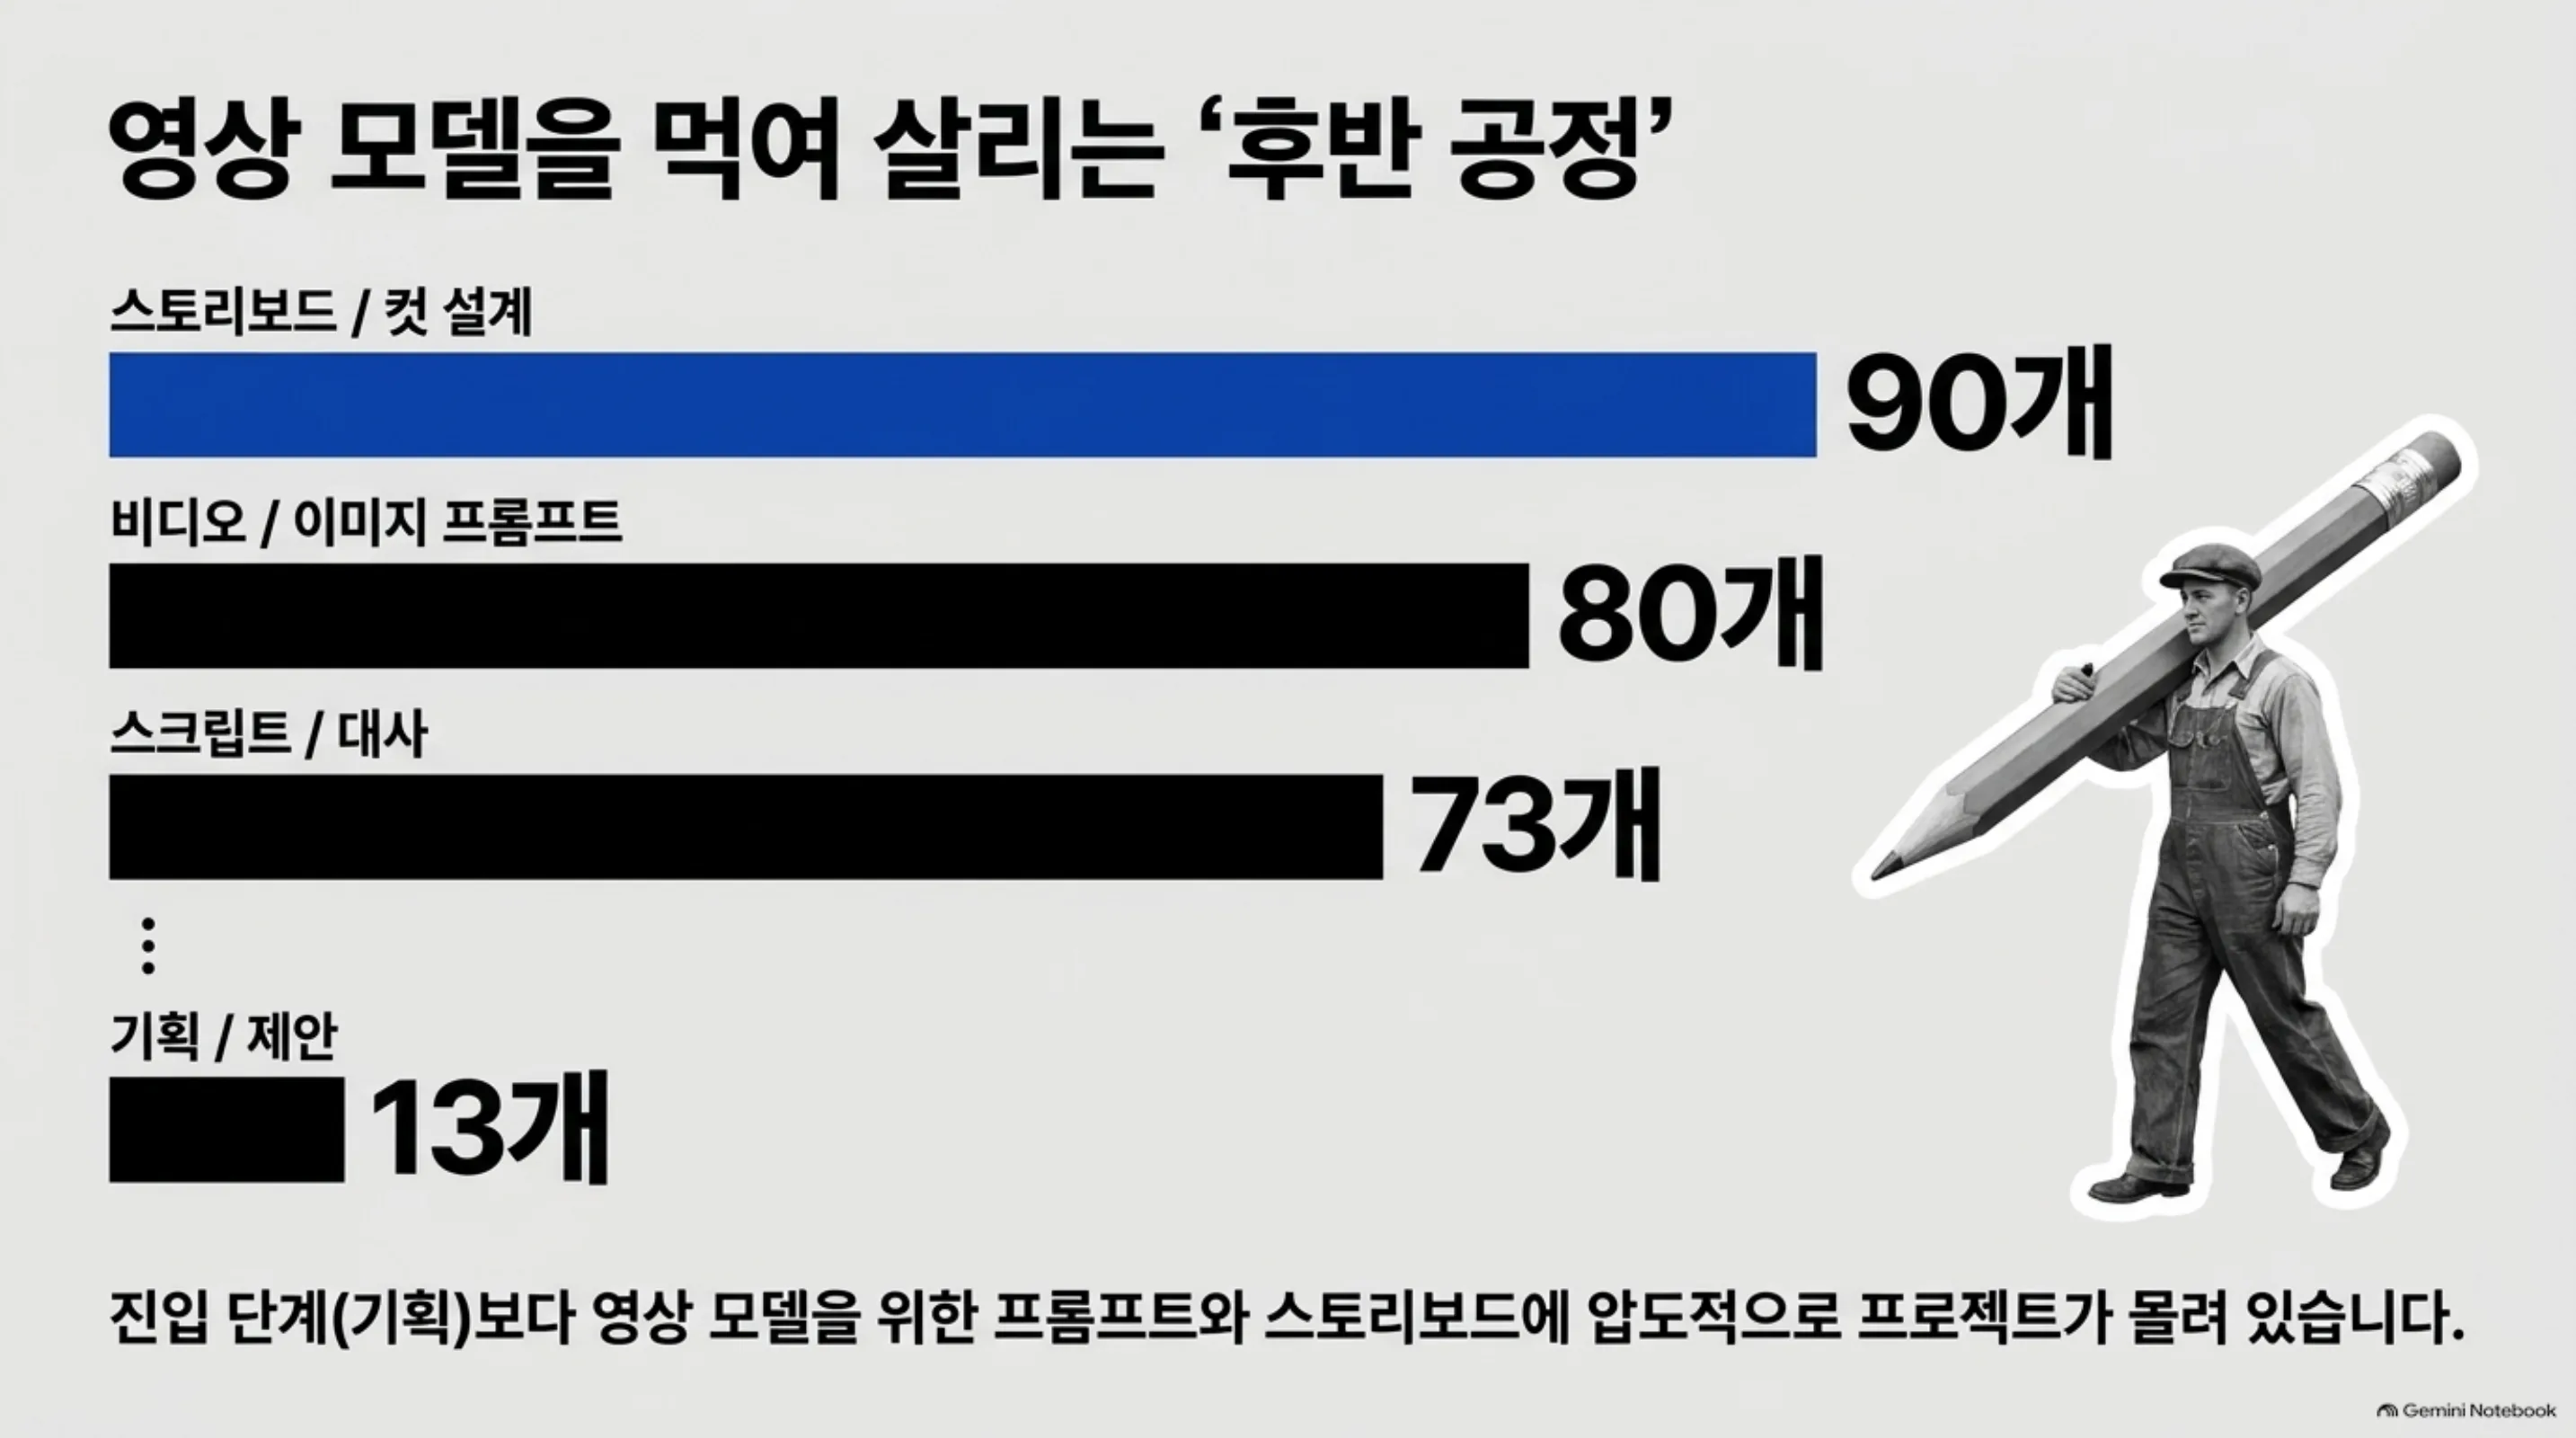 영상 모델을 먹여 살리는 ‘후반 공정’
스토리보드 / 컷 설계
90개
비디오 / 이미지 프롬프트
80개
스크립트 / 대사
73개
⋮
기획 / 제안
13개
진입 단계(기획)보다 영상 모델을 위한 프롬프트와 스토리보드에 압도적으로 프로젝트가 몰려 있습니다.
Gemini Notebook